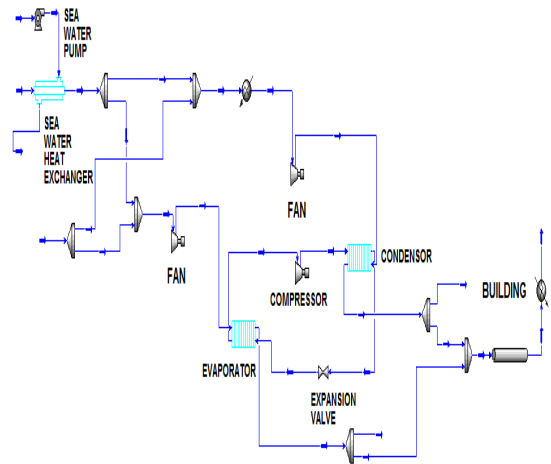 SEA
WATER
PUMP
SEA
WATER
HEAT
EXCHANGER
FAN
FAN
COMPRESSOR
CONDENSOR
BUILDING
EVAPORATOR
EXPANSION
VALVE